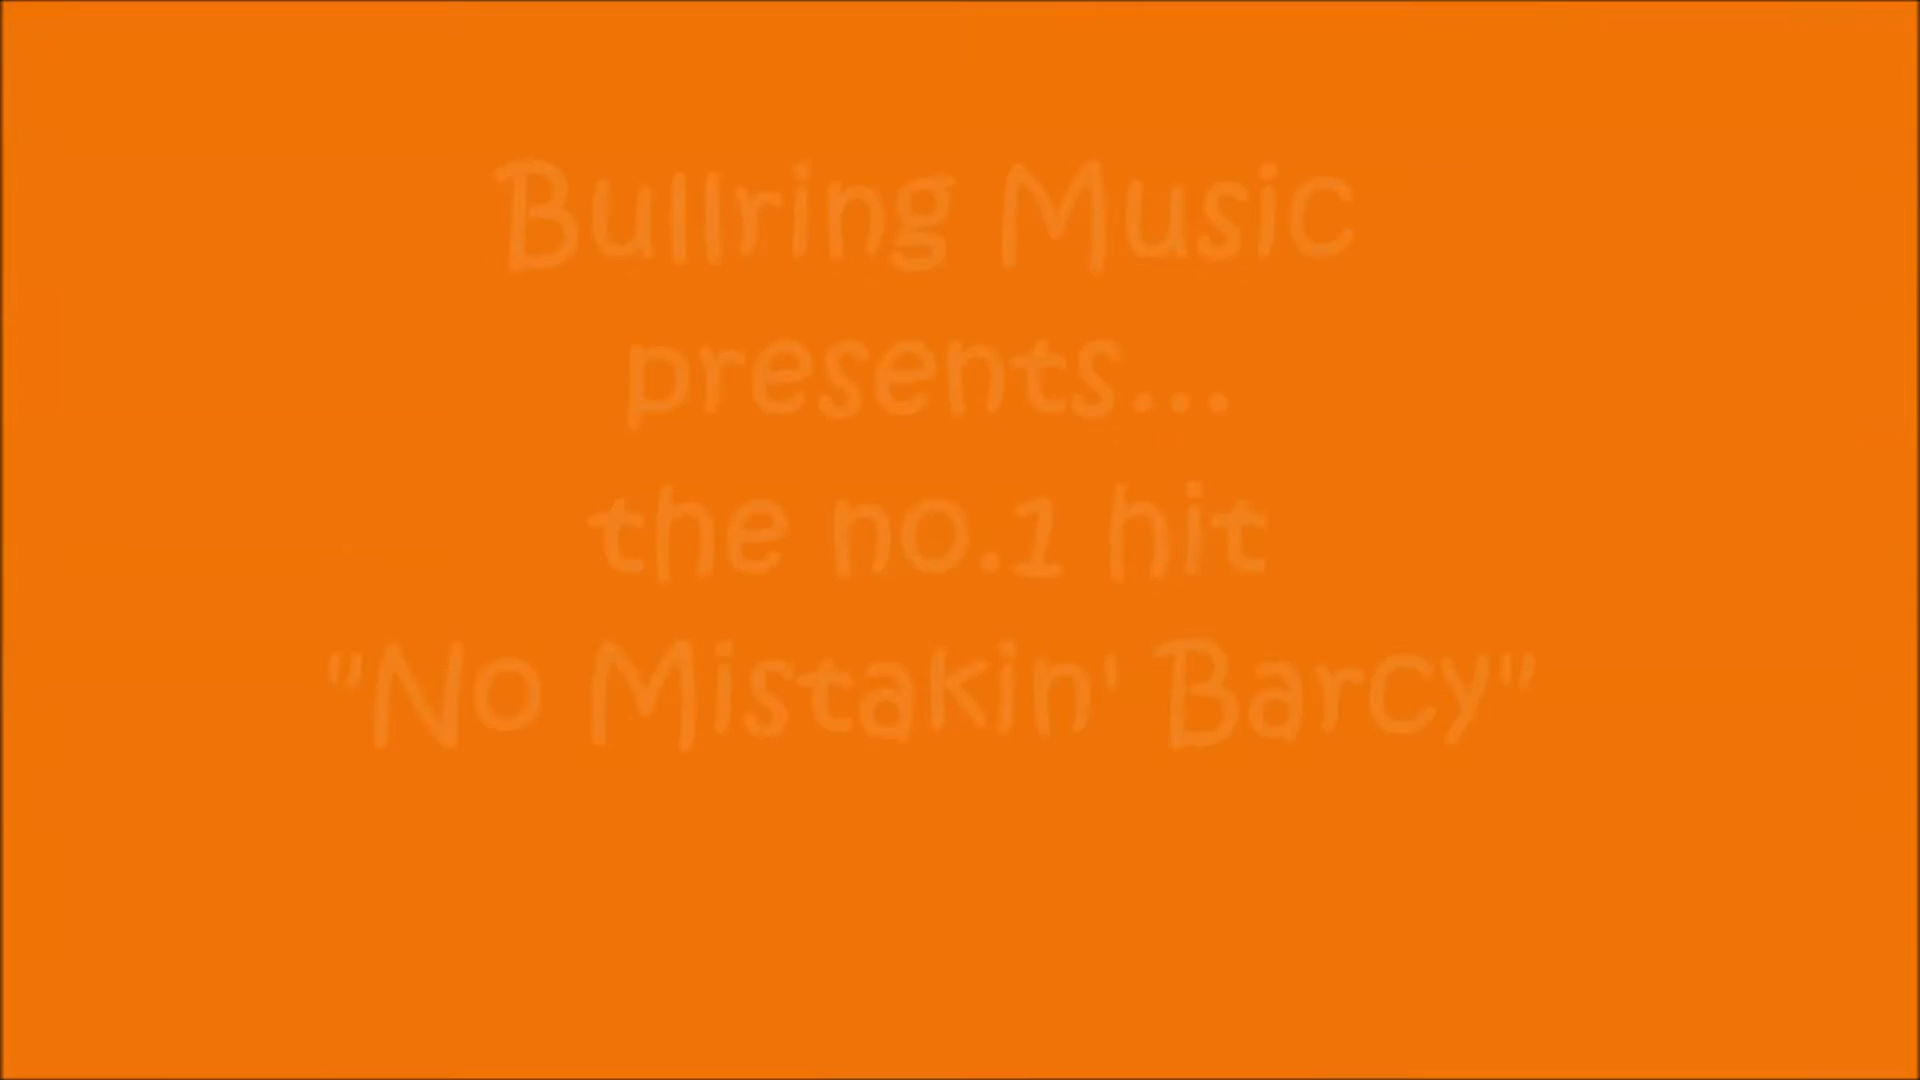 Bullring Music
presents...
the no.1 hit
"No Mistakin' Barcy"